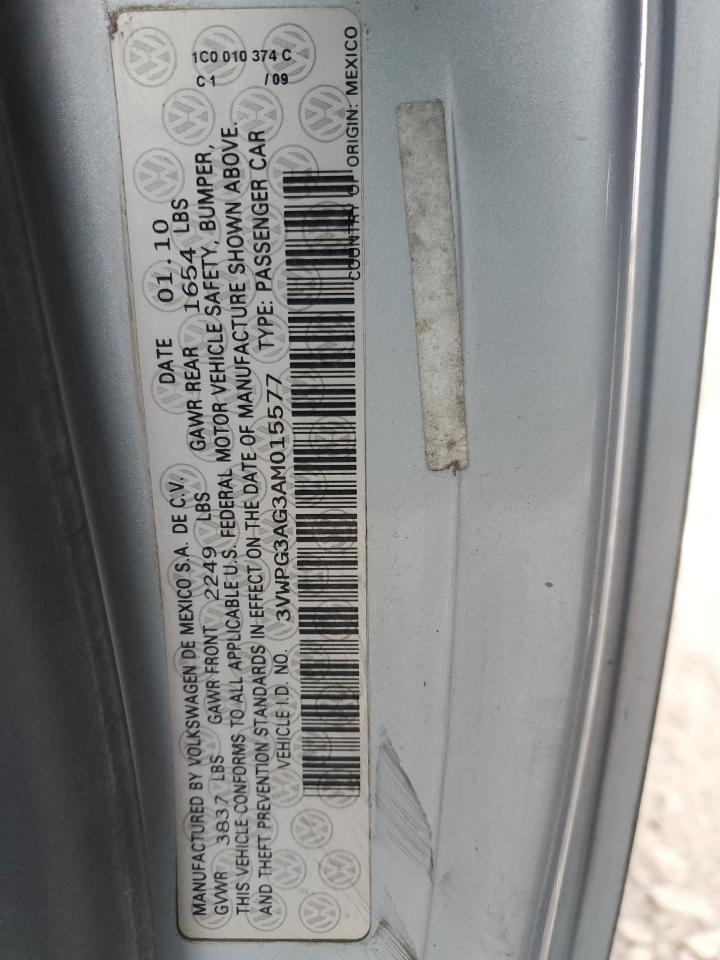 1C0 010 374 C
C 1 / 09
MANUFACTURED BY VOLKSWAGEN DE MEXICO S.A. DE C.V. DATE 01.10
GVWR 3837 LBS GAWR FRONT 2249 LBS GAWR REAR 1654 LBS
THIS VEHICLE CONFORMS TO ALL APPLICABLE U.S. FEDERAL MOTOR VEHICLE SAFETY, BUMPER,
AND THEFT PREVENTION STANDARDS IN EFFECT ON THE DATE OF MANUFACTURE SHOWN ABOVE.
VEHICLE I.D. NO. 3VWPG3AG3AM015577 TYPE: PASSENGER CAR
COUNTRY OF ORIGIN: MEXICO